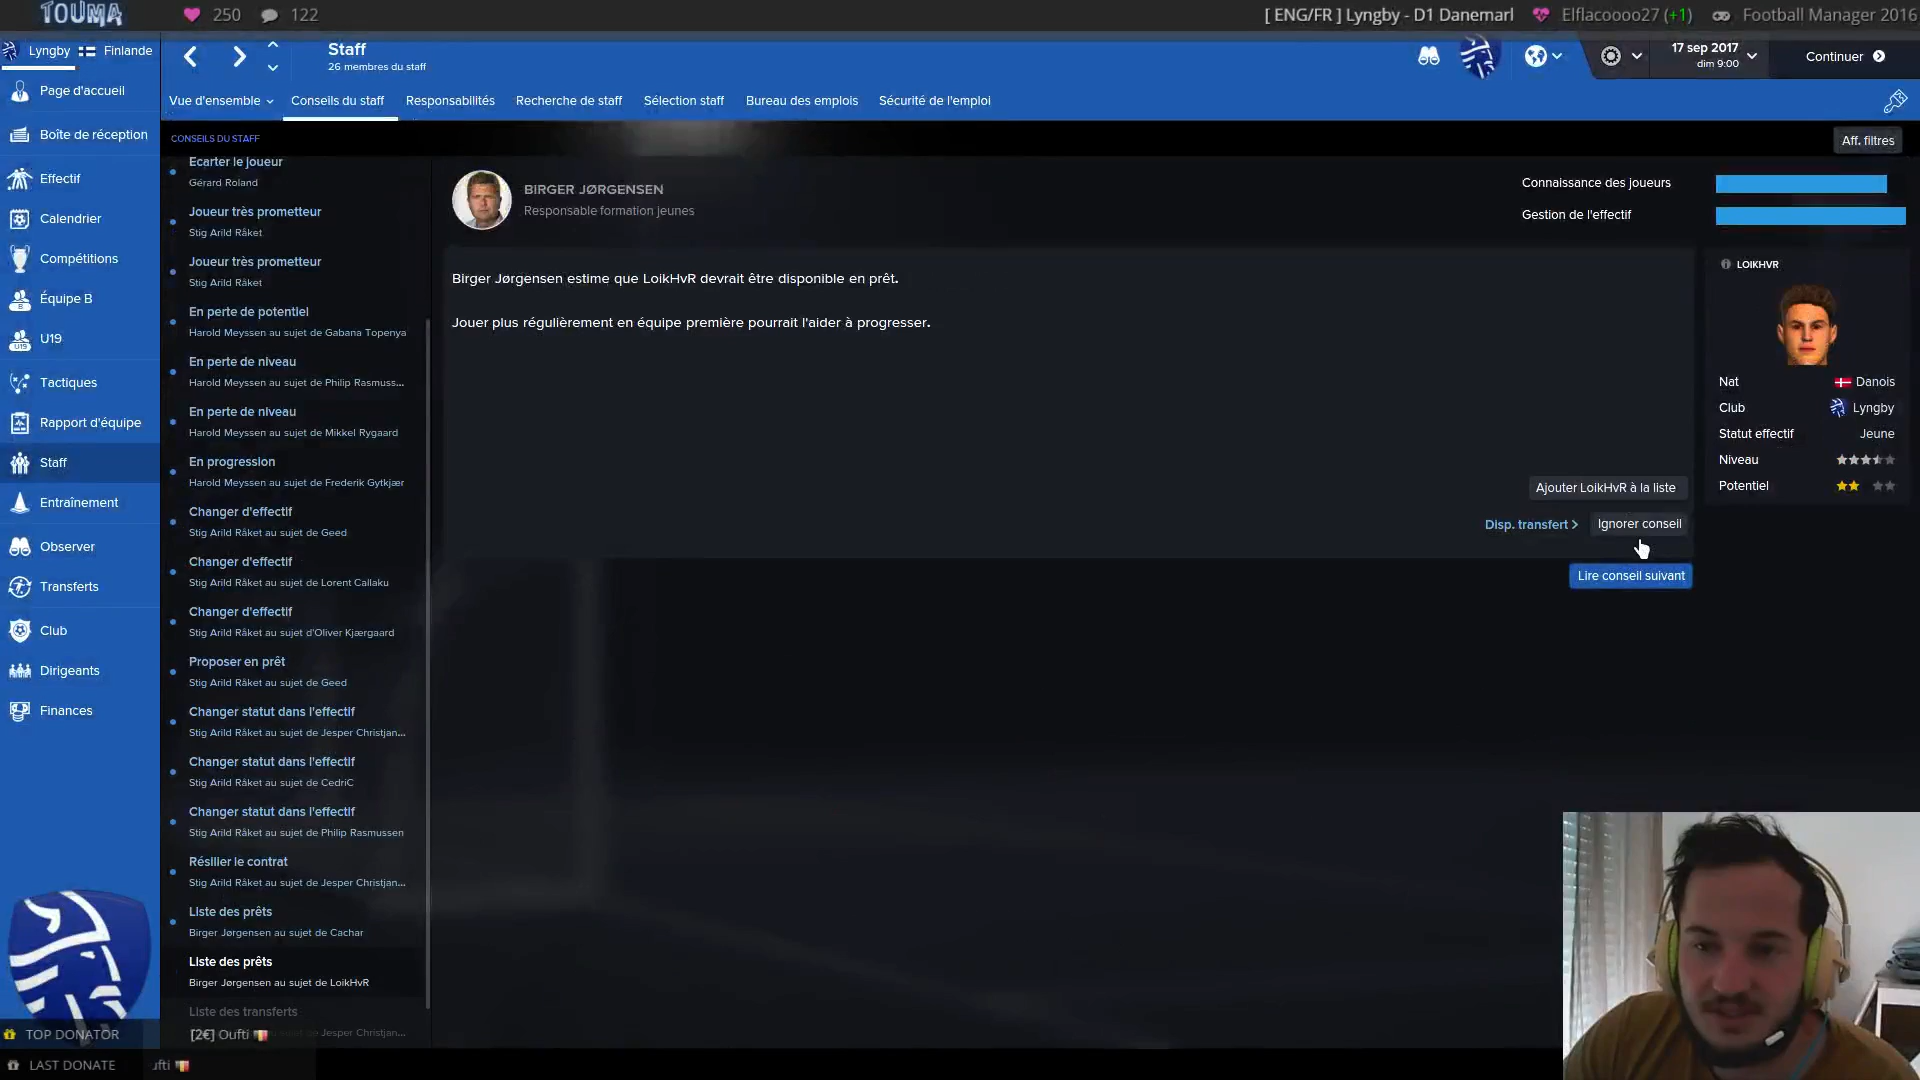 TOUMA
250
122
[ ENG/FR ] Lyngby - D1 Danemarl
Elflacoooo27 (+1)
Football Manager 2016
Lyngby
Finlande
Staff
26 membres du staff
17 sep 2017
dim 9:00
Continuer
Vue d'ensemble
Conseils du staff
Responsabilités
Recherche de staff
Sélection staff
Bureau des emplois
Sécurité de l'emploi
Page d'accueil
Boîte de réception
Effectif
Calendrier
Compétitions
Équipe B
U19
Tactiques
Rapport d'équipe
Staff
Entraînement
Observer
Transferts
Club
Dirigeants
Finances
CONSEILS DU STAFF
Aff. filtres
Ecarter le joueur
Gérard Roland
Joueur très prometteur
Stig Arild Råket
Joueur très prometteur
Stig Arild Råket
En perte de potentiel
Harold Meyssen au sujet de Gabana Topenya
En perte de niveau
Harold Meyssen au sujet de Philip Rasmuss...
En perte de niveau
Harold Meyssen au sujet de Mikkel Rygaard
En progression
Harold Meyssen au sujet de Frederik Gytkjær
Changer d'effectif
Stig Arild Råket au sujet de Geed
Changer d'effectif
Stig Arild Råket au sujet de Lorent Callaku
Changer d'effectif
Stig Arild Råket au sujet d'Oliver Kjærgaard
Proposer en prêt
Stig Arild Råket au sujet de Geed
Changer statut dans l'effectif
Stig Arild Råket au sujet de Jesper Christjan...
Changer statut dans l'effectif
Stig Arild Råket au sujet de CedriC
Changer statut dans l'effectif
Stig Arild Råket au sujet de Philip Rasmussen
Résilier le contrat
Stig Arild Råket au sujet de Jesper Christjan...
Liste des prêts
Birger Jørgensen au sujet de Cachar
Liste des prêts
Birger Jørgensen au sujet de LoikHvR
Liste des transferts
au sujet de Jesper Christjan...
BIRGER JØRGENSEN
Responsable formation jeunes
Connaissance des joueurs
Gestion de l'effectif
Birger Jørgensen estime que LoikHvR devrait être disponible en prêt.
Jouer plus régulièrement en équipe première pourrait l'aider à progresser.
Ajouter LoikHvR à la liste
Disp. transfert >
Ignorer conseil
Lire conseil suivant
LOIKHVR
Nat
Danois
Club
Lyngby
Statut effectif
Jeune
Niveau
Potentiel
TOP DONATOR
[2€] Oufti
LAST DONATE
ufti